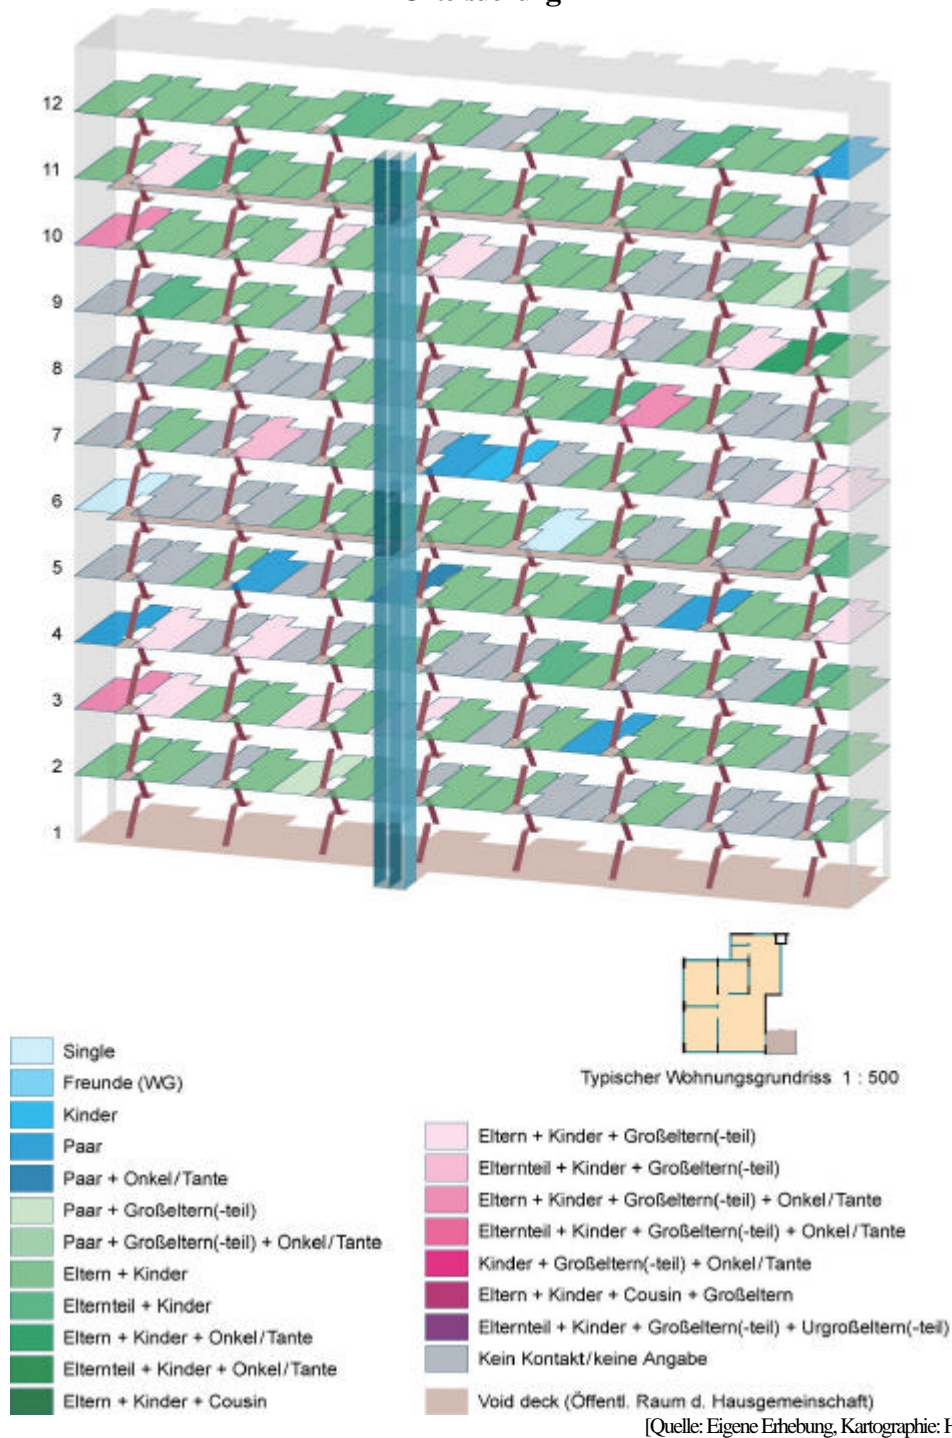 12
11
10
9
8
7
6
5
4
3
2
1
Typischer Wohnungsgrundriss 1 : 500
Single
Freunde (WG)
Kinder
Paar
Paar + Onkel/Tante
Paar + Großeltern(-teil)
Paar + Großeltern(-teil) + Onkel/Tante
Eltern + Kinder
Elternteil + Kinder
Eltern + Kinder + Onkel/Tante
Elternteil + Kinder + Onkel/Tante
Eltern + Kinder + Cousin
Eltern + Kinder + Großeltern(-teil)
Elternteil + Kinder + Großeltern(-teil)
Eltern + Kinder + Großeltern(-teil) + Onkel/Tante
Elternteil + Kinder + Großeltern(-teil) + Onkel/Tante
Kinder + Großeltern(-teil) + Onkel/Tante
Eltern + Kinder + Cousin + Großeltern
Elternteil + Kinder + Großeltern(-teil) + Urgroßeltern(-teil)
Kein Kontakt/keine Angabe
Void deck (Öffentl. Raum d. Hausgemeinschaft)
[Quelle: Eigene Erhebung, Kartographie: H